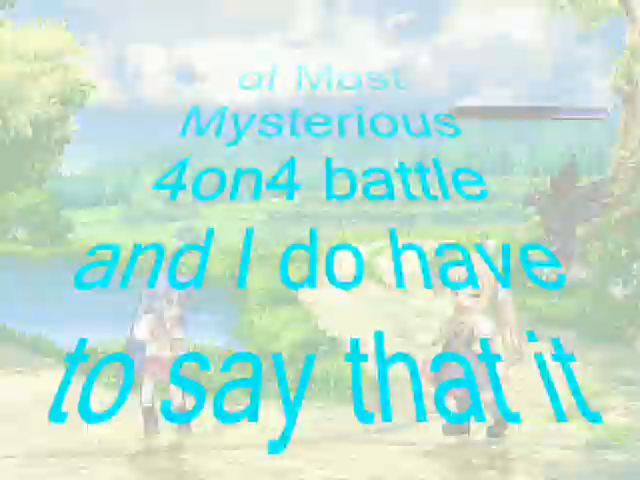 of Most
Mysterious
4on4 battle
and I do have
to say that it